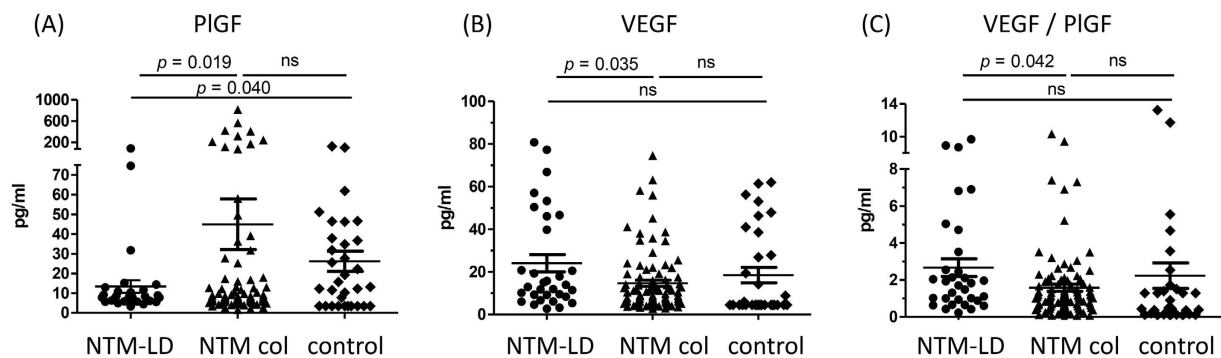 (A) PlGF
p = 0.019 ns
p = 0.040
1000
600
200
70
60
50
40
30
20
10
0
pg/ml
NTM-LD NTM col control
(B) VEGF
p = 0.035 ns
ns
100
80
60
40
20
0
pg/ml
NTM-LD NTM col control
(C) VEGF / PlGF
p = 0.042 ns
ns
14
10
6
4
2
0
pg/ml
NTM-LD NTM col control